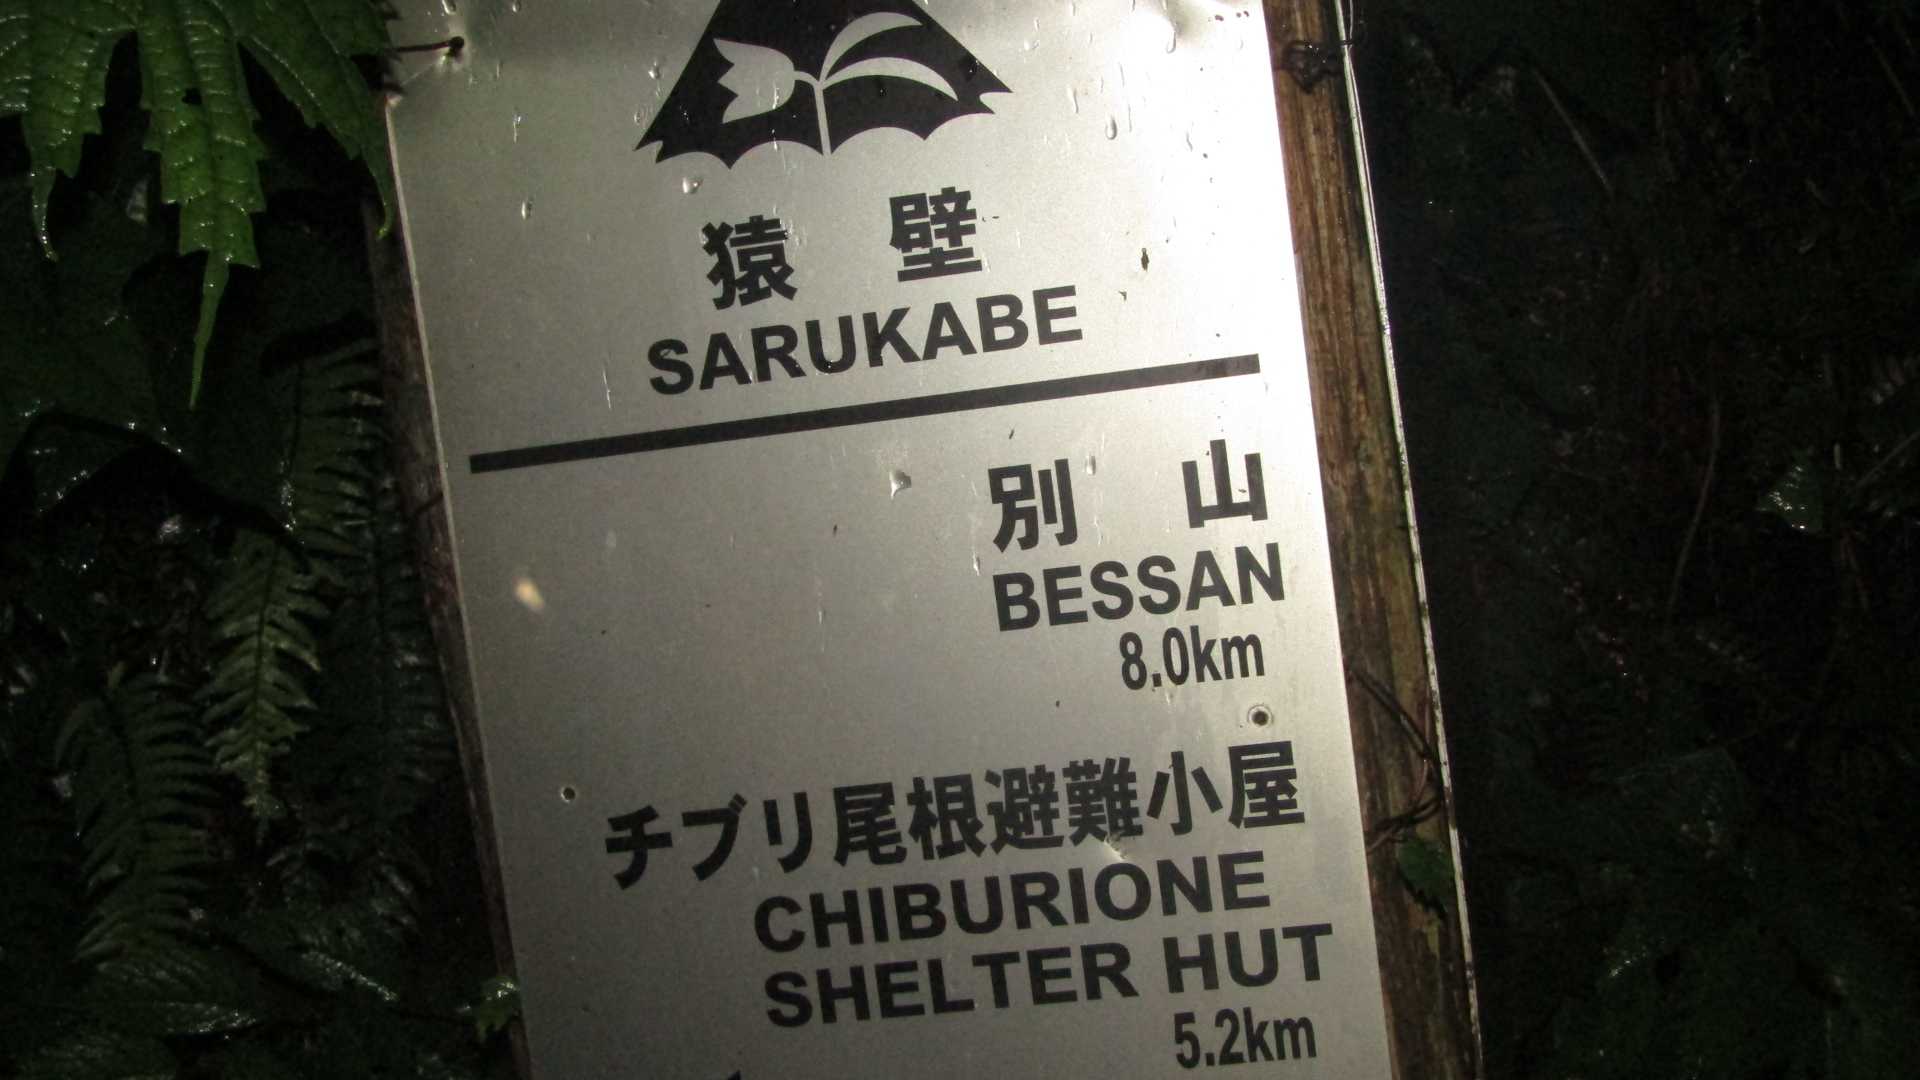 猿 壁
SARUKABE
別 山
BESSAN
8.0km
チブリ尾根避難小屋
CHIBURIONE
SHELTER HUT
5.2km